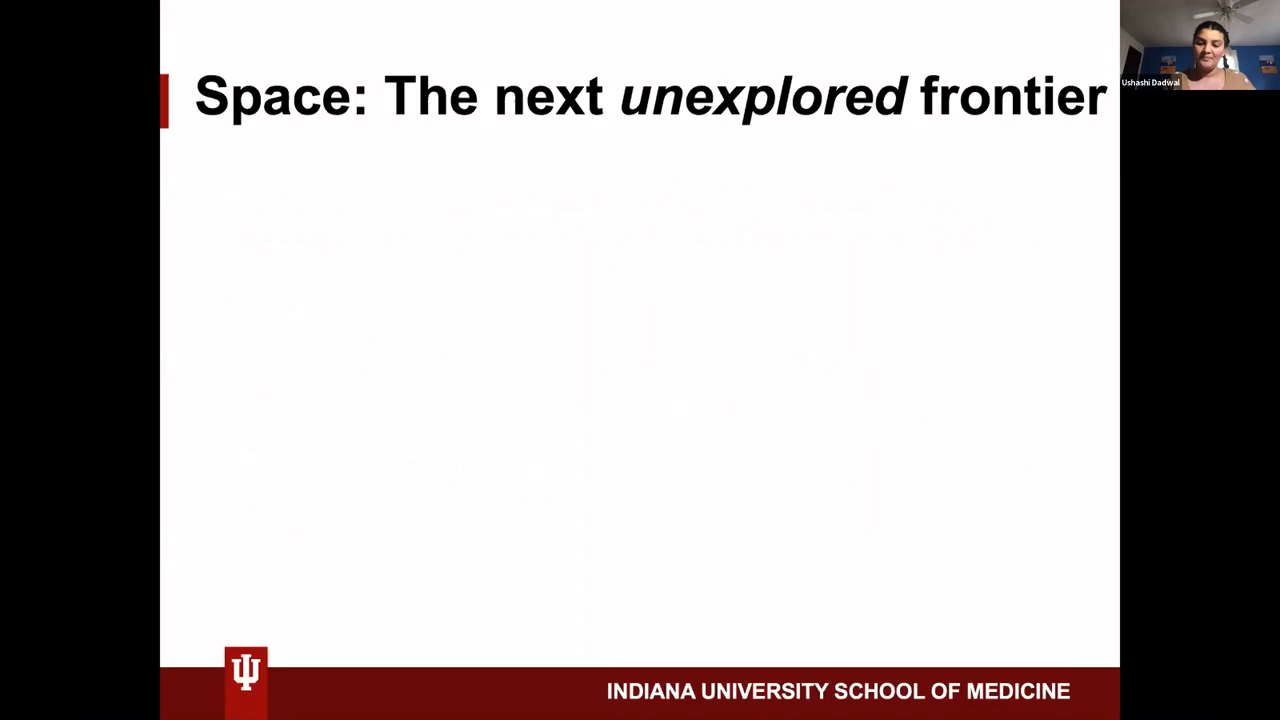 Space: The next unexplored frontier
Ushashi Dadwal
INDIANA UNIVERSITY SCHOOL OF MEDICINE